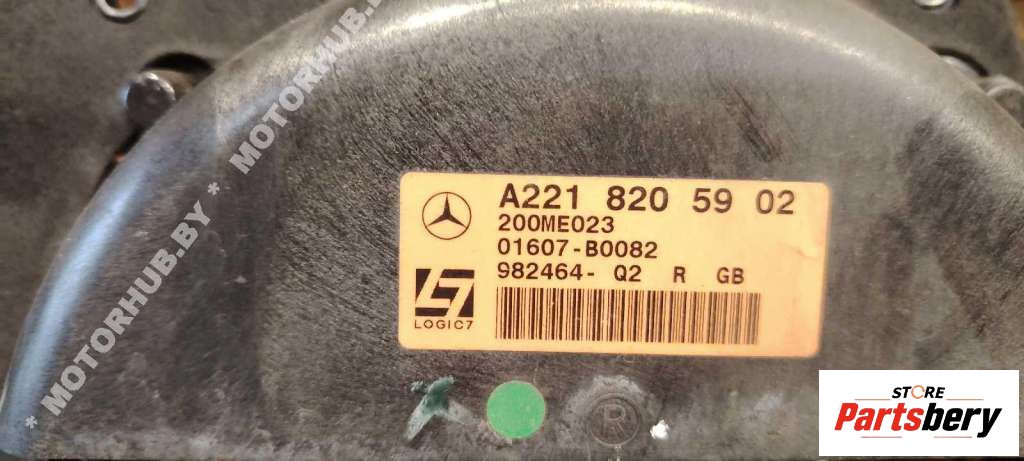 * MOTORHUB.BY * MOTORHUB.BY
A221 820 59 02
200ME023
01607-B0082
982464- Q2 R GB
LOGIC7
R
STORE
Partsbery